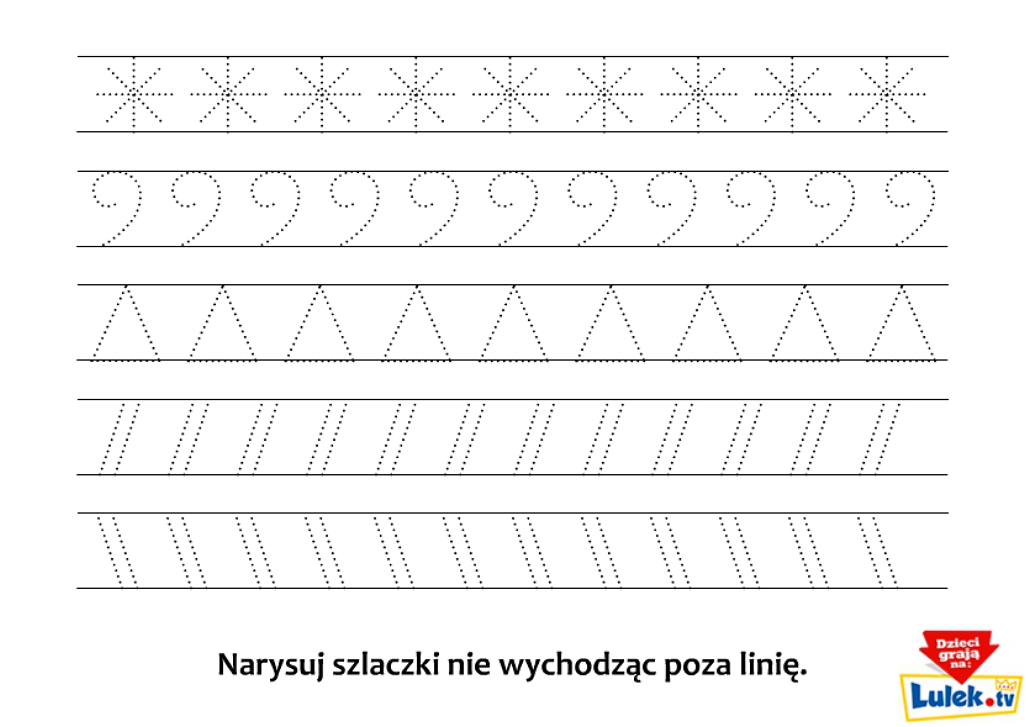 Narysuj szlaczki nie wychodząc poza linię.
Dzieci
grają
na:
Lulek.tv